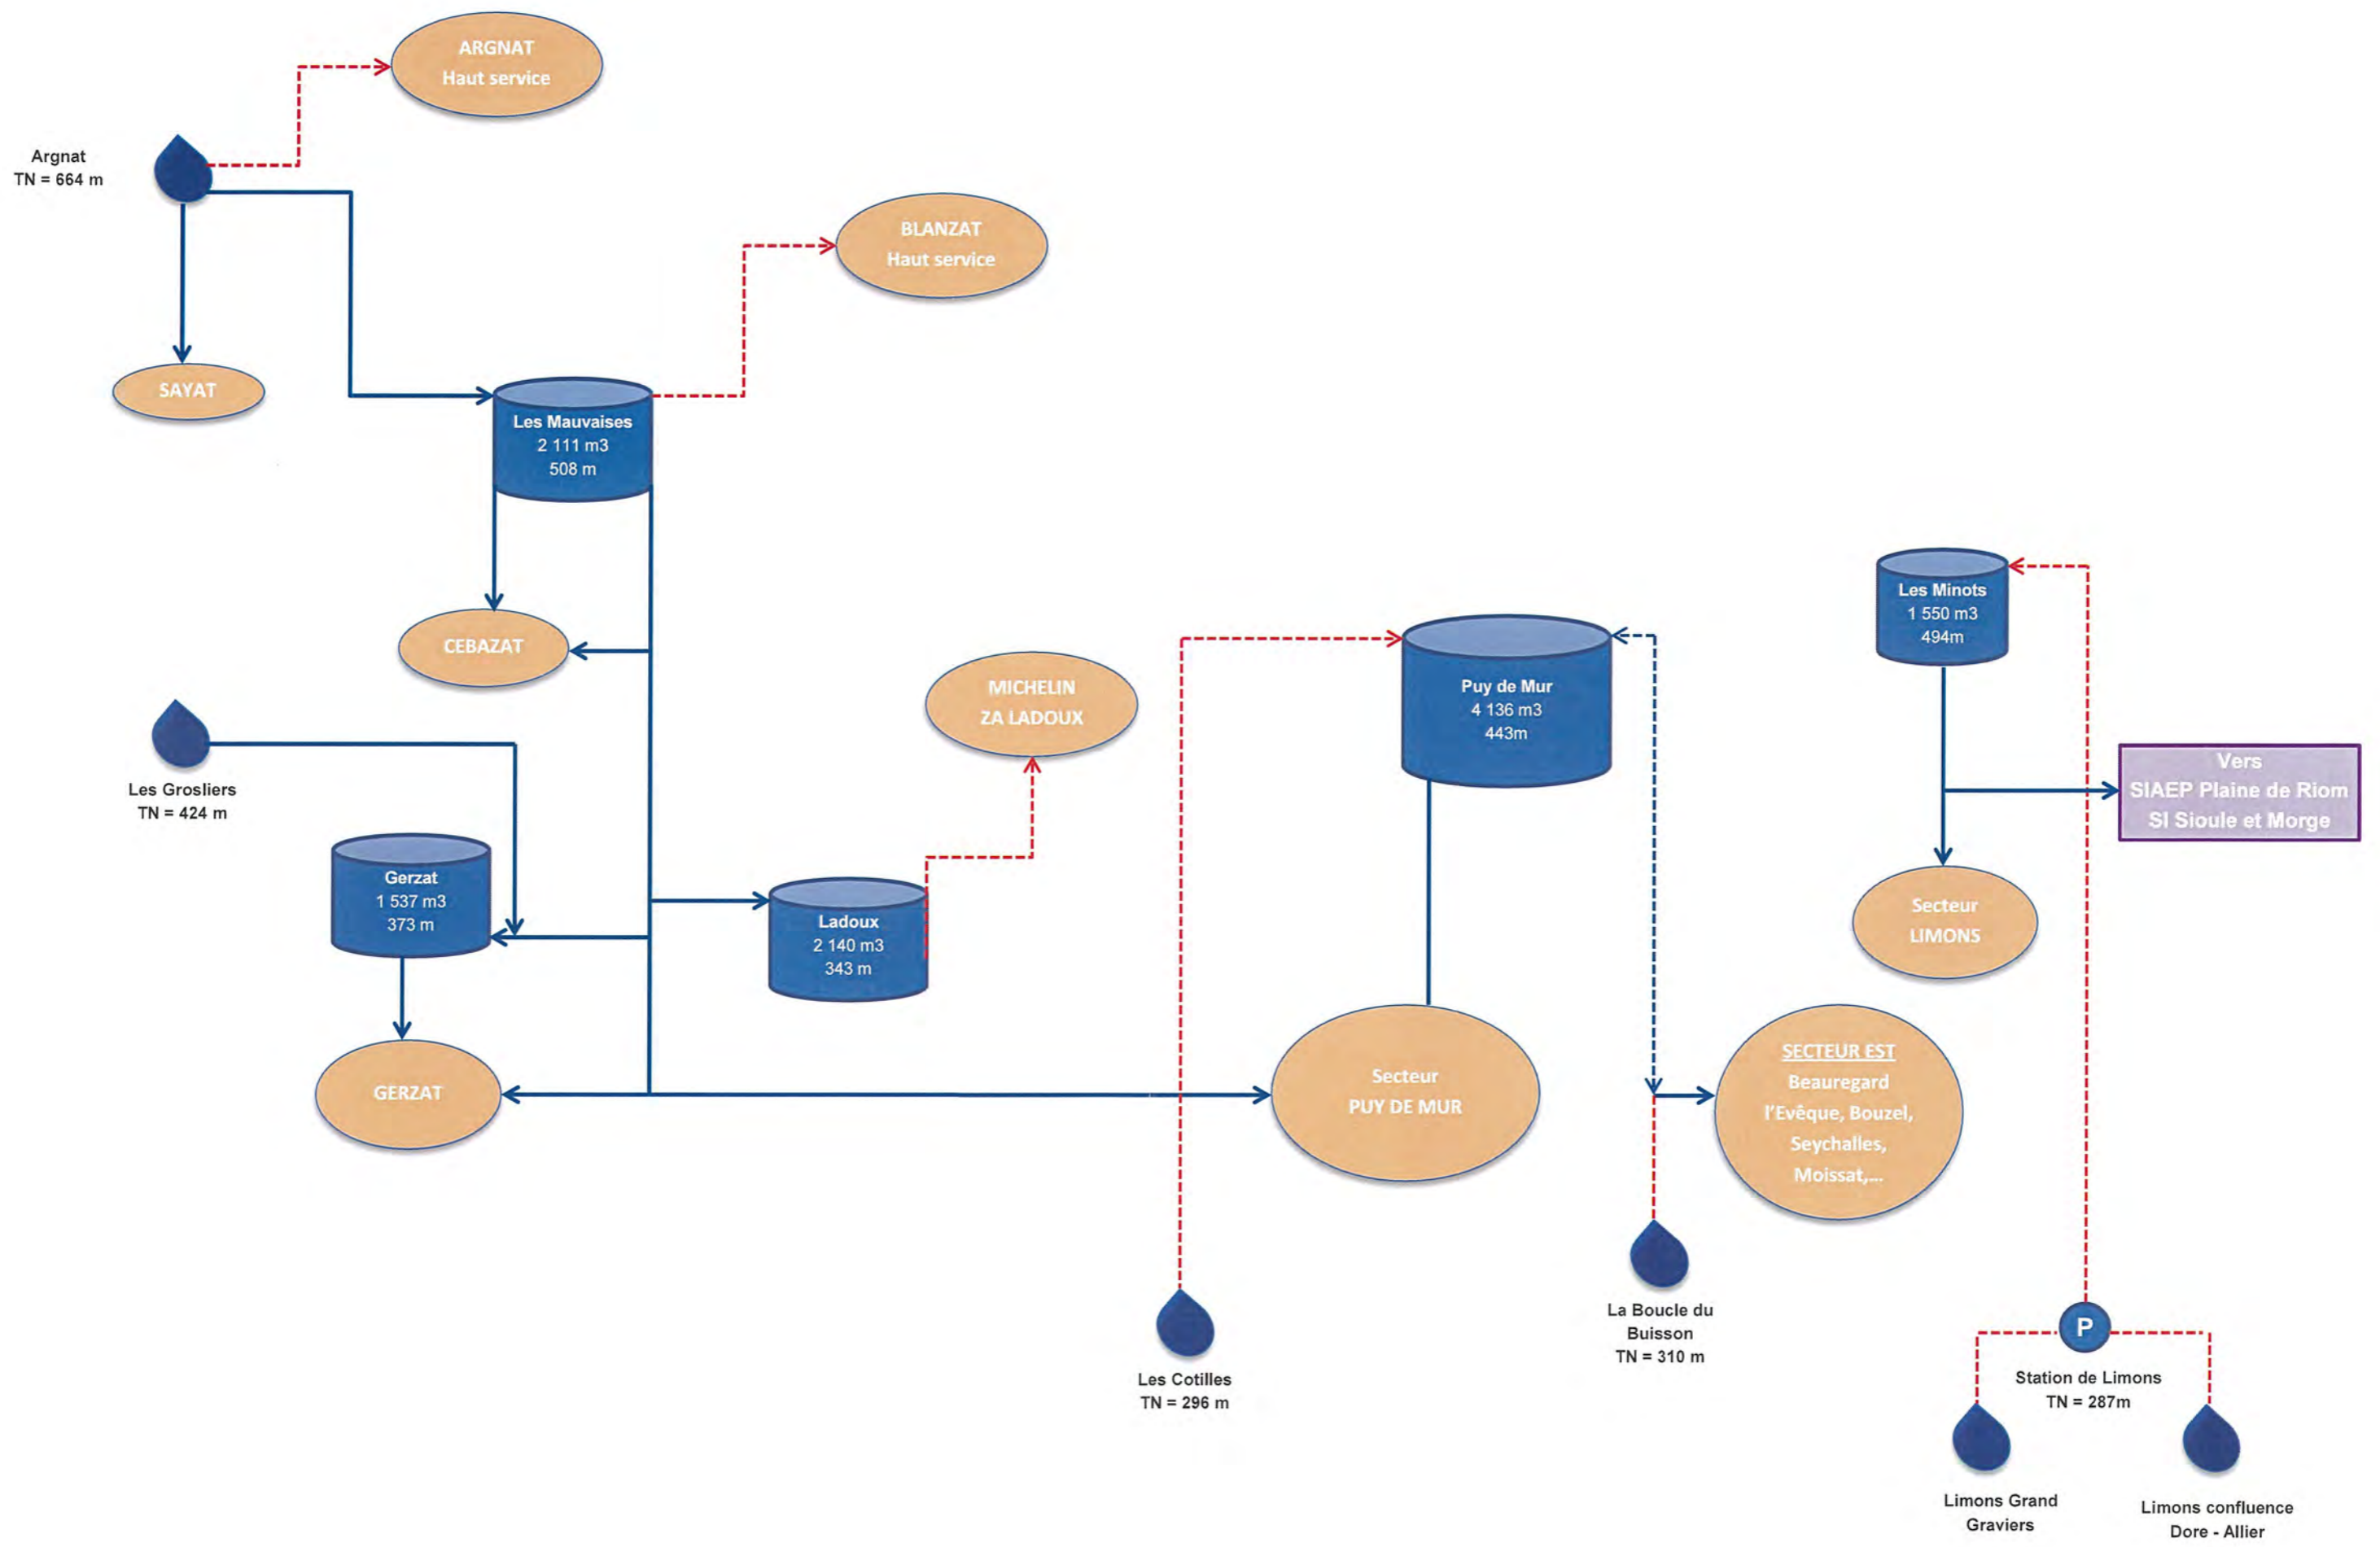 ARGNAT
Haut service
Argnat
TN = 664 m
BLANZAT
Haut service
SAYAT
Les Mauvaises
2 111 m3
508 m
CEBAZAT
Les Minots
1 550 m3
494m
MICHELIN
ZA LADOUX
Puy de Mur
4 136 m3
443m
Les Grosliers
TN = 424 m
Vers
SIAEP Plaine de Riom
SI Sioule et Morge
Gerzat
1 537 m3
373 m
Ladoux
2 140 m3
343 m
Secteur
LIMONS
GERZAT
Secteur
PUY DE MUR
SECTEUR EST
Beauregard
l'Evêque, Bouzel,
Seychalles,
Moissat,...
La Boucle du
Buisson
TN = 310 m
Les Cotilles
TN = 296 m
P
Station de Limons
TN = 287m
Limons Grand
Graviers
Limons confluence
Dore - Allier